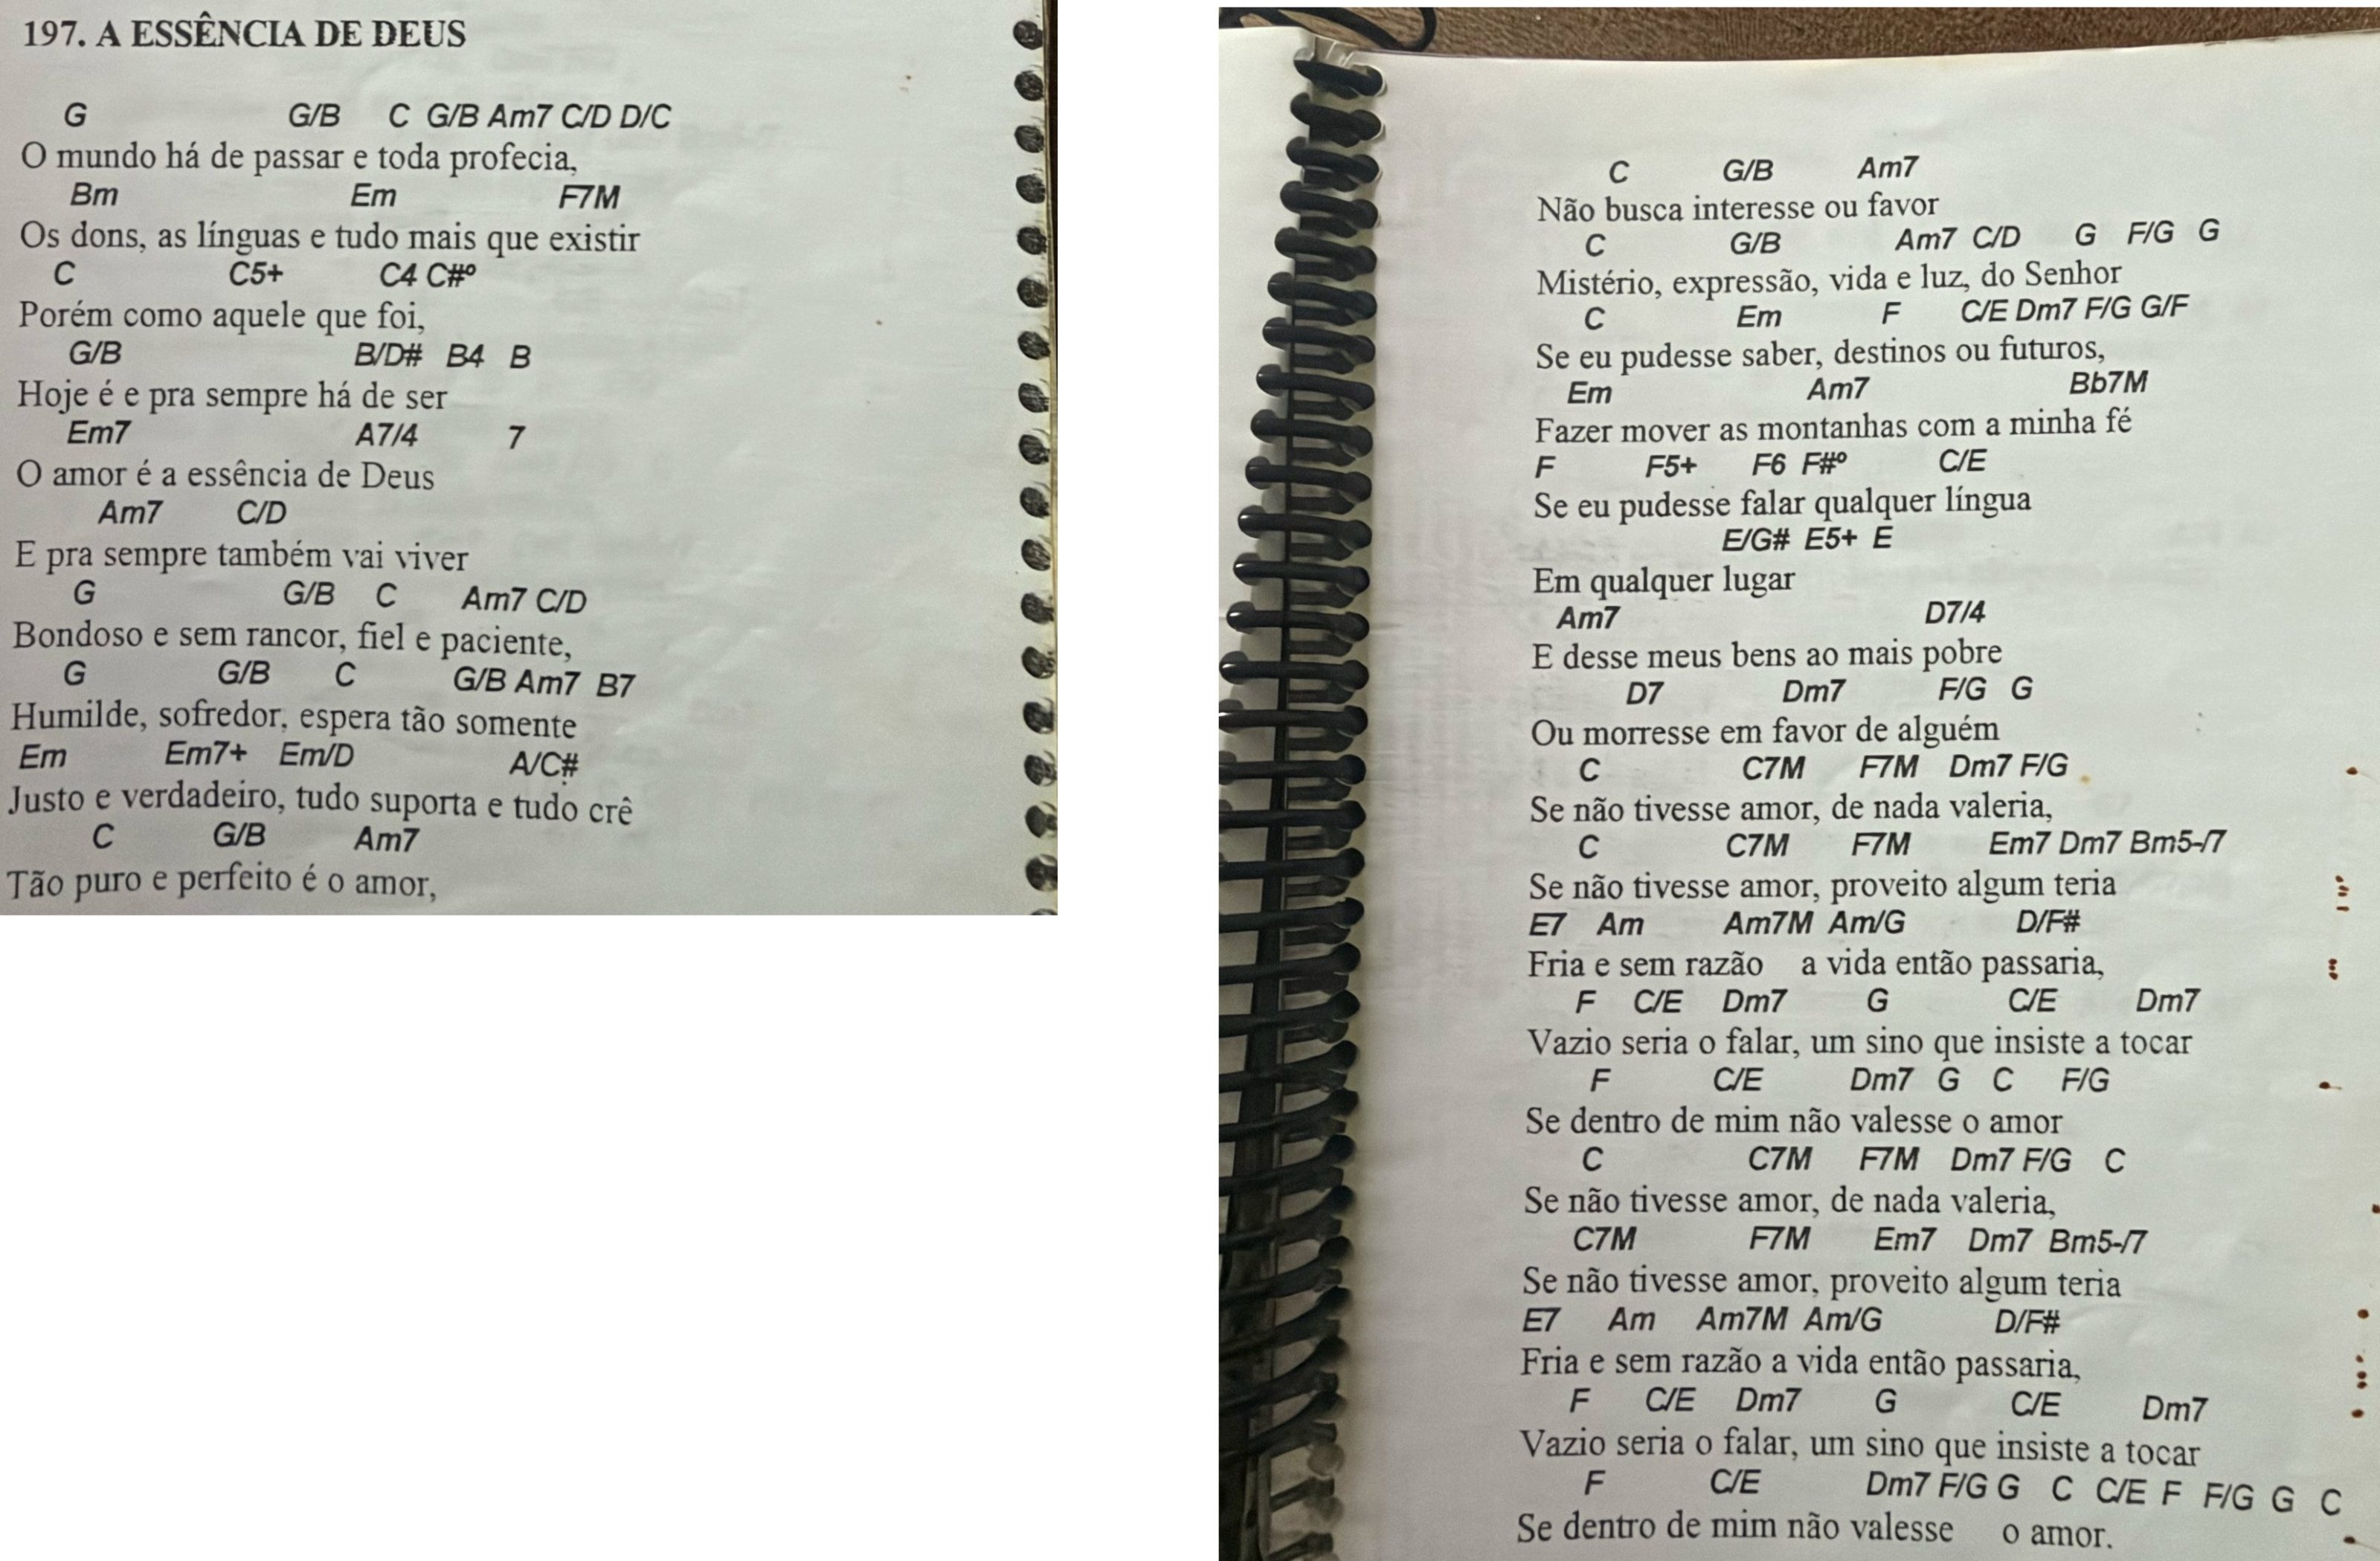 197. A ESSÊNCIA DE DEUS
G G/B C G/B Am7 C/D D/C
O mundo há de passar e toda profecia,
Bm Em F7M
Os dons, as línguas e tudo mais que existir
C C5+ C4 C#º
Porém como aquele que foi,
G/B B/D# B4 B
Hoje é e pra sempre há de ser
Em7 A7/4 7
O amor é a essência de Deus
Am7 C/D
E pra sempre também vai viver
G G/B C Am7 C/D
Bondoso e sem rancor, fiel e paciente,
G G/B C G/B Am7 B7
Humilde, sofredor, espera tão somente
Em Em7+ Em/D A/C#
Justo e verdadeiro, tudo suporta e tudo crê
C G/B Am7
Tão puro e perfeito é o amor,
C G/B Am7
Não busca interesse ou favor
C G/B Am7 C/D G F/G G
Mistério, expressão, vida e luz, do Senhor
C Em F C/E Dm7 F/G G/F
Se eu pudesse saber, destinos ou futuros,
Em Am7 Bb7M
Fazer mover as montanhas com a minha fé
F F5+ F6 F#º C/E
Se eu pudesse falar qualquer língua
E/G# E5+ E
Em qualquer lugar
Am7 D7/4
E desse meus bens ao mais pobre
D7 Dm7 F/G G
Ou morresse em favor de alguém
C C7M F7M Dm7 F/G
Se não tivesse amor, de nada valeria,
C C7M F7M Em7 Dm7 Bm5-/7
Se não tivesse amor, proveito algum teria
E7 Am Am7M Am/G D/F#
Fria e sem razão a vida então passaria,
F C/E Dm7 G C/E Dm7
Vazio seria o falar, um sino que insiste a tocar
F C/E Dm7 G C F/G
Se dentro de mim não valesse o amor
C C7M F7M Dm7 F/G C
Se não tivesse amor, de nada valeria,
C7M F7M Em7 Dm7 Bm5-/7
Se não tivesse amor, proveito algum teria
E7 Am Am7M Am/G D/F#
Fria e sem razão a vida então passaria,
F C/E Dm7 G C/E Dm7
Vazio seria o falar, um sino que insiste a tocar
F C/E Dm7 F/G G C C/E F F/G G C
Se dentro de mim não valesse o amor.